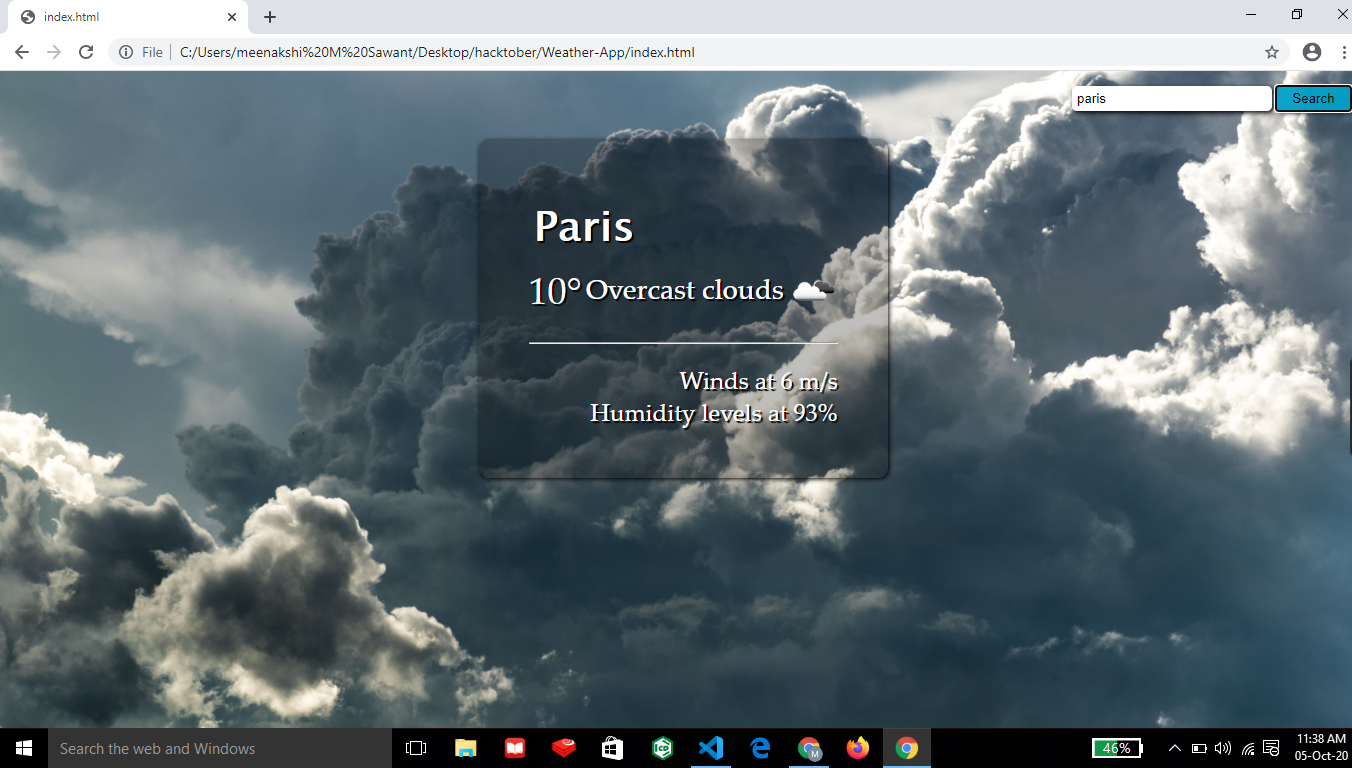 index.html
File
C:/Users/meenakshi%20M%20Sawant/Desktop/hacktober/Weather-App/index.html
paris
Search
Paris
10° Overcast clouds
Winds at 6 m/s
Humidity levels at 93%
Search the web and Windows
M
46%
11:38 AM
05-Oct-20